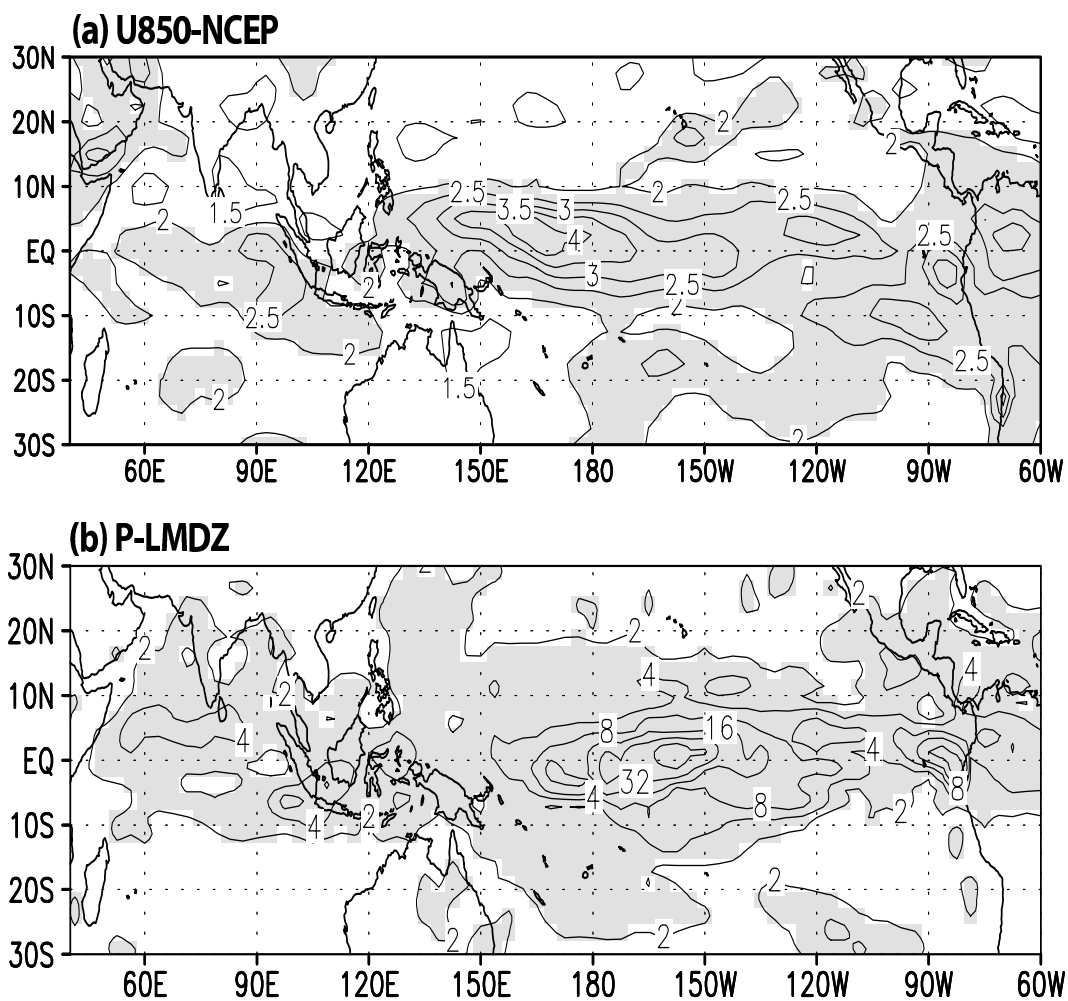 (a) U850-NCEP
30N
2
20N
2
10N 2.5 3.5 3 2 2.5
1.5
2
EQ 4 2.5
2 3 2.5
2
10S 2.5
2 2.5
20S 1.5
2
30S 2
60E 90E 120E 150E 180 150W 120W 90W 60W
(b) P-LMDZ
30N 2
2
20N 2
2 4 4
10N 2
8 16
4 4
EQ
32 8
4 8
2
10S 4 2
20S 2
2 2
30S
60E 90E 120E 150E 180 150W 120W 90W 60W